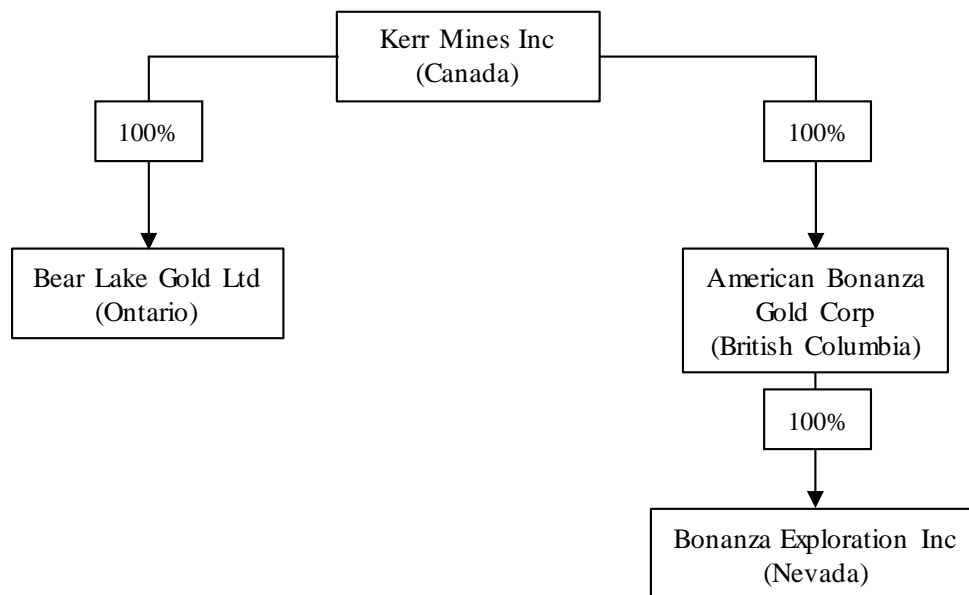 Kerr Mines Inc
(Canada)
100%
100%
Bear Lake Gold Ltd
(Ontario)
American Bonanza
Gold Corp
(British Columbia)
100%
Bonanza Exploration Inc
(Nevada)